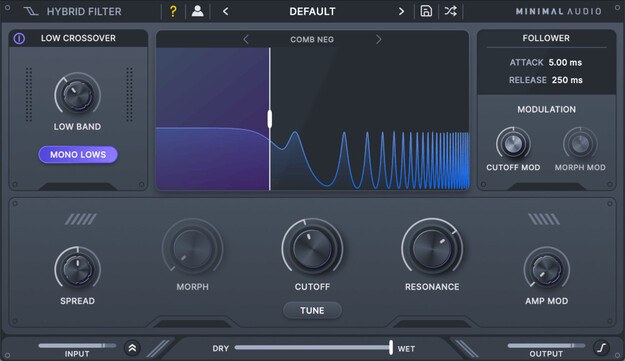 HYBRID FILTER
?
DEFAULT
MINIMAL AUDIO
LOW CROSSOVER
COMB NEG
FOLLOWER
ATTACK 5.00 ms
RELEASE 250 ms
LOW BAND
MODULATION
MONO LOWS
CUTOFF MOD
MORPH MOD
SPREAD
MORPH
CUTOFF
RESONANCE
AMP MOD
TUNE
INPUT
DRY
WET
OUTPUT